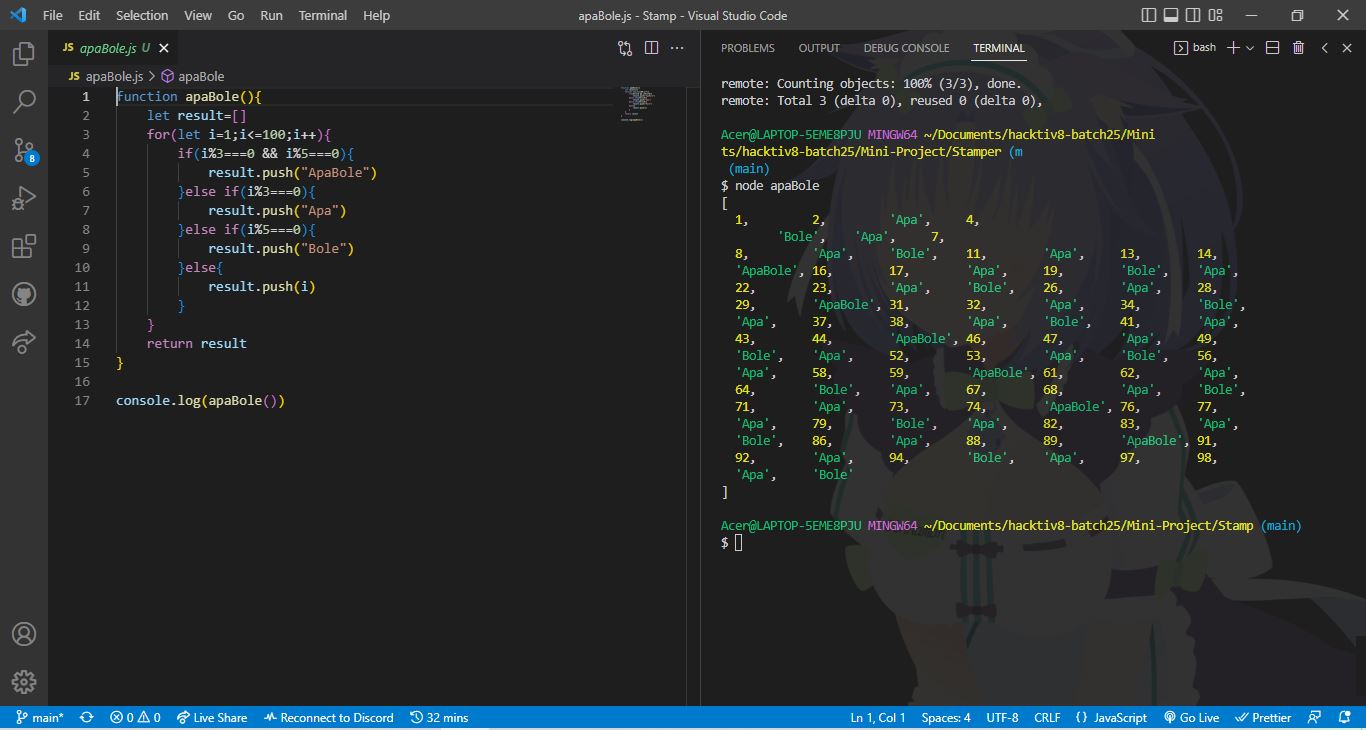 File Edit Selection View Go Run Terminal Help apaBole.js - Stamp - Visual Studio Code
JS apaBole.js U
JS apaBole.js > apaBole
1 function apaBole(){
2 let result=[]
3 for(let i=1;i<=100;i++){
4 if(i%3===0 && i%5===0){
5 result.push("ApaBole")
6 }else if(i%3===0){
7 result.push("Apa")
8 }else if(i%5===0){
9 result.push("Bole")
10 }else{
11 result.push(i)
12 }
13 }
14 return result
15 }
16
17 console.log(apaBole())
8
PROBLEMS OUTPUT DEBUG CONSOLE TERMINAL bash
remote: Counting objects: 100% (3/3), done.
remote: Total 3 (delta 0), reused 0 (delta 0),
Acer@LAPTOP-5EME8PJU MINGW64 ~/Documents/hacktiv8-batch25/Mini
ts/hacktiv8-batch25/Mini-Project/Stamper (m
(main)
$ node apaBole
[
1, 2, 'Apa', 4,
'Bole', 'Apa', 7,
8, 'Apa', 'Bole', 11, 'Apa', 13, 14,
'ApaBole', 16, 17, 'Apa', 19, 'Bole', 'Apa',
22, 23, 'Apa', 'Bole', 26, 'Apa', 28,
29, 'ApaBole', 31, 32, 'Apa', 34, 'Bole',
'Apa', 37, 38, 'Apa', 'Bole', 41, 'Apa',
43, 44, 'ApaBole', 46, 47, 'Apa', 49,
'Bole', 'Apa', 52, 53, 'Apa', 'Bole', 56,
'Apa', 58, 59, 'ApaBole', 61, 62, 'Apa',
64, 'Bole', 'Apa', 67, 68, 'Apa', 'Bole',
71, 'Apa', 73, 74, 'ApaBole', 76, 77,
'Apa', 79, 'Bole', 'Apa', 82, 83, 'Apa',
'Bole', 86, 'Apa', 88, 89, 'ApaBole', 91,
92, 'Apa', 94, 'Bole', 'Apa', 97, 98,
'Apa', 'Bole'
]
Acer@LAPTOP-5EME8PJU MINGW64 ~/Documents/hacktiv8-batch25/Mini-Project/Stamp (main)
$
main* 0 0 Live Share Reconnect to Discord 32 mins Ln 1, Col 1 Spaces: 4 UTF-8 CRLF {} JavaScript Go Live Prettier